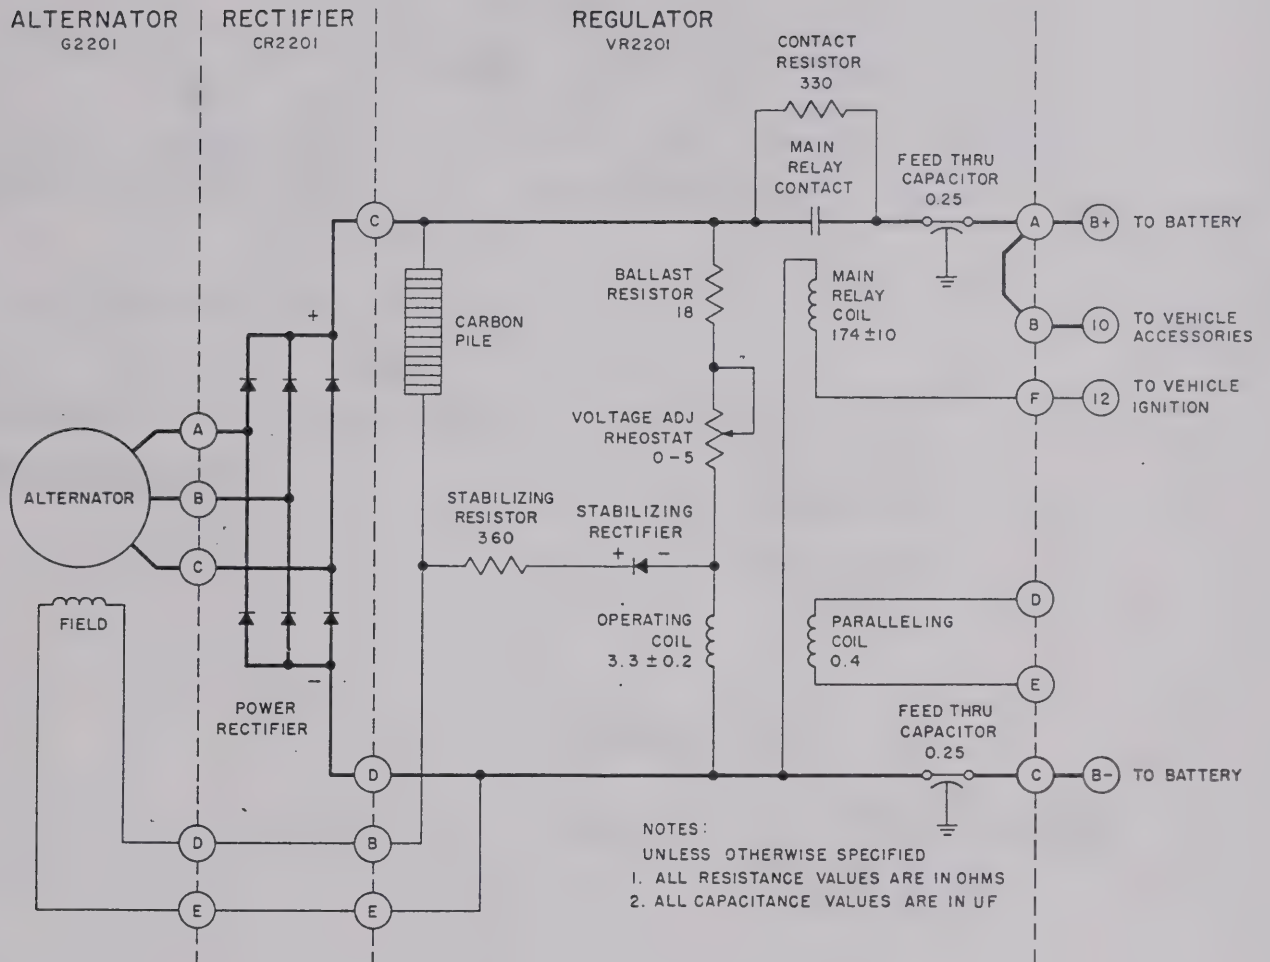 ALTERNATOR
G2201
RECTIFIER
CR2201
REGULATOR
VR2201
CONTACT
RESISTOR
330
MAIN
RELAY
CONTACT
FEED THRU
CAPACITOR
0.25
C
A
B+
TO BATTERY
BALLAST
RESISTOR
18
MAIN
RELAY
COIL
174±10
+
CARBON
PILE
B
10
TO VEHICLE
ACCESSORIES
F
12
TO VEHICLE
IGNITION
VOLTAGE ADJ
RHEOSTAT
0-5
A
ALTERNATOR
B
C
STABILIZING
RESISTOR
360
STABILIZING
RECTIFIER
+ -
FIELD
OPERATING
COIL
3.3±0.2
D
PARALLELING
COIL
0.4
E
-
POWER
RECTIFIER
FEED THRU
CAPACITOR
0.25
D
C
B-
TO BATTERY
D
B
E
E
NOTES:
UNLESS OTHERWISE SPECIFIED
1. ALL RESISTANCE VALUES ARE IN OHMS
2. ALL CAPACITANCE VALUES ARE IN UF